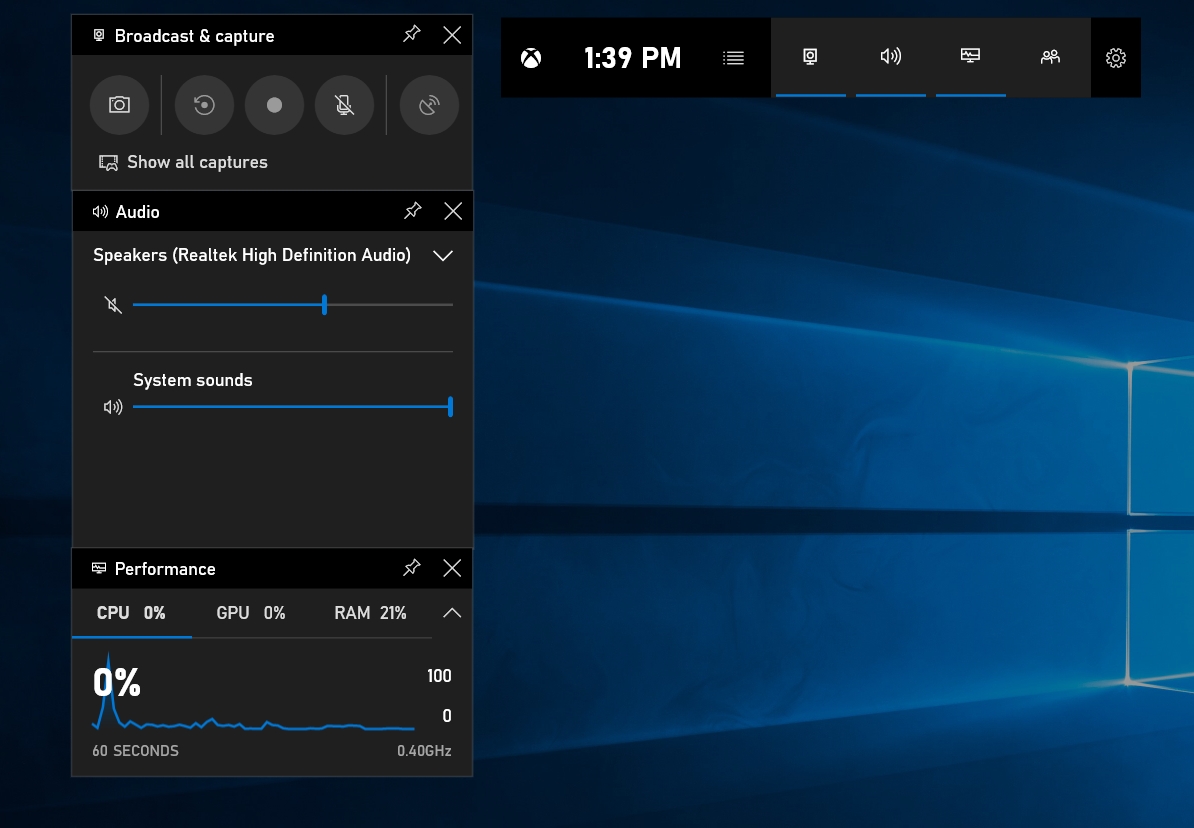 Broadcast & capture
Show all captures
Audio
Speakers (Realtek High Definition Audio)
System sounds
Performance
CPU 0% GPU 0% RAM 21%
0%
100
0
60 SECONDS 0.40GHz
1:39 PM